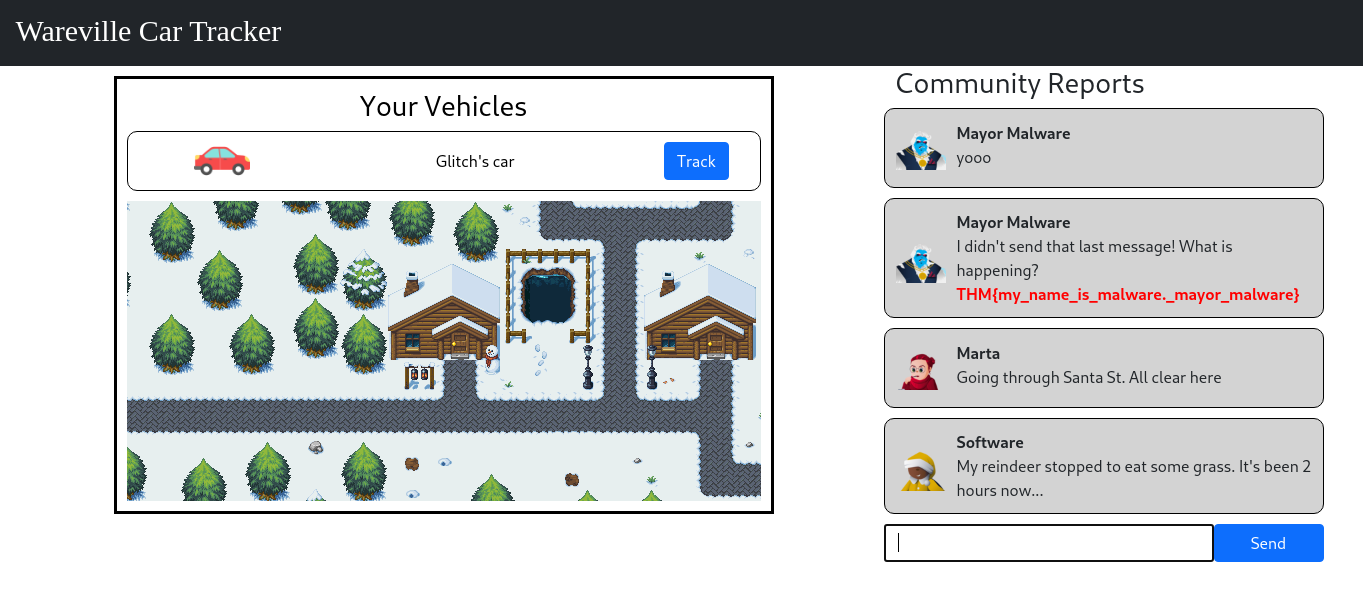 Wareville Car Tracker
Your Vehicles
Glitch's car
Track
Community Reports
Mayor Malware
yooo
Mayor Malware
I didn't send that last message! What is
happening?
THM{my_name_is_malware._mayor_malware}
Marta
Going through Santa St. All clear here
Software
My reindeer stopped to eat some grass. It's been 2
hours now...
Send